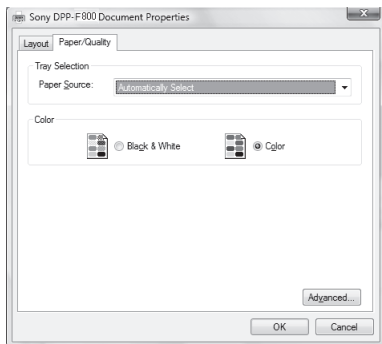 Sony DPP-F800 Document Properties
Layout Paper/Quality
Tray Selection
Paper Source: Automatically Select
Color
Black & White Color
Advanced...
OK Cancel